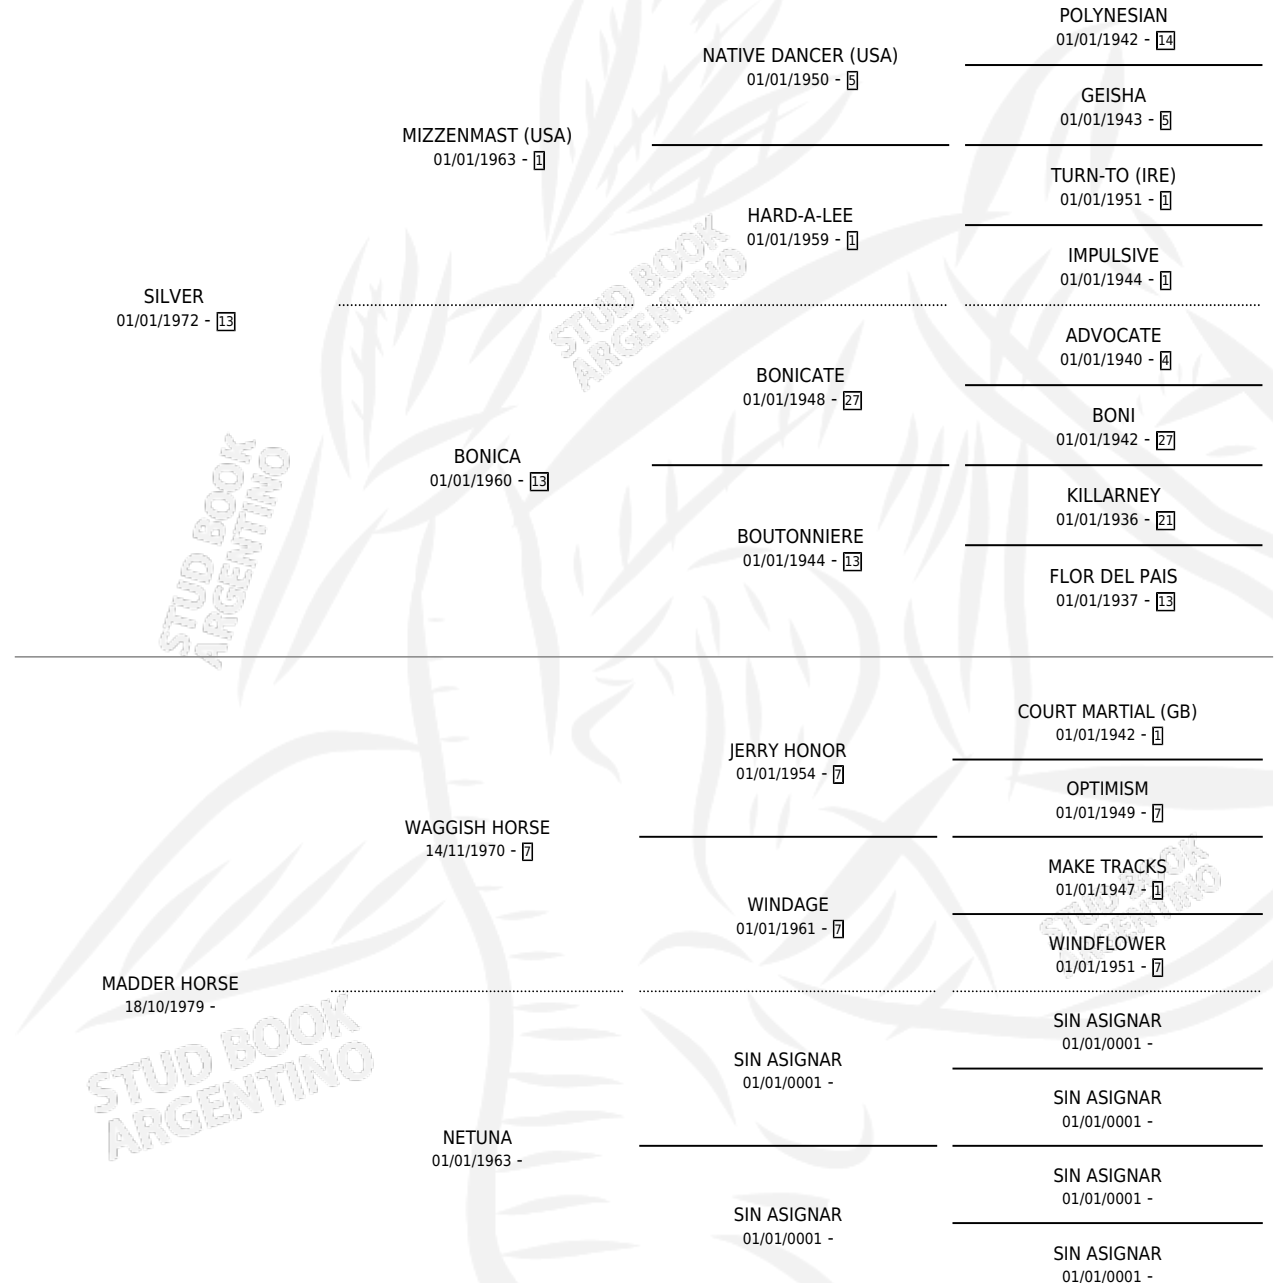 POLYNESIAN
01/01/1942 - 14
NATIVE DANCER (USA)
01/01/1950 - 5
GEISHA
01/01/1943 - 5
MIZZENMAST (USA)
01/01/1963 - 1
TURN-TO (IRE)
01/01/1951 - 1
HARD-A-LEE
01/01/1959 - 1
IMPULSIVE
01/01/1944 - 1
SILVER
01/01/1972 - 13
STUD BOOK
ARGENTINO
ADVOCATE
01/01/1940 - 4
BONICATE
01/01/1948 - 27
BONI
01/01/1942 - 27
BONICA
01/01/1960 - 13
KILLARNEY
01/01/1936 - 21
BOUTONNIERE
01/01/1944 - 13
FLOR DEL PAIS
01/01/1937 - 13
STUD BOOK
ARGENTINO
COURT MARTIAL (GB)
01/01/1942 - 1
JERRY HONOR
01/01/1954 - 7
OPTIMISM
01/01/1949 - 7
WAGGISH HORSE
14/11/1970 - 7
MAKE TRACKS
01/01/1947 - 1
WINDAGE
01/01/1961 - 7
STUD BOOK
ARGENTINO
WINDFLOWER
01/01/1951 - 7
MADDER HORSE
18/10/1979 -
SIN ASIGNAR
01/01/0001 -
SIN ASIGNAR
01/01/0001 -
STUD BOOK
ARGENTINO
SIN ASIGNAR
01/01/0001 -
NETUNA
01/01/1963 -
SIN ASIGNAR
01/01/0001 -
SIN ASIGNAR
01/01/0001 -
SIN ASIGNAR
01/01/0001 -